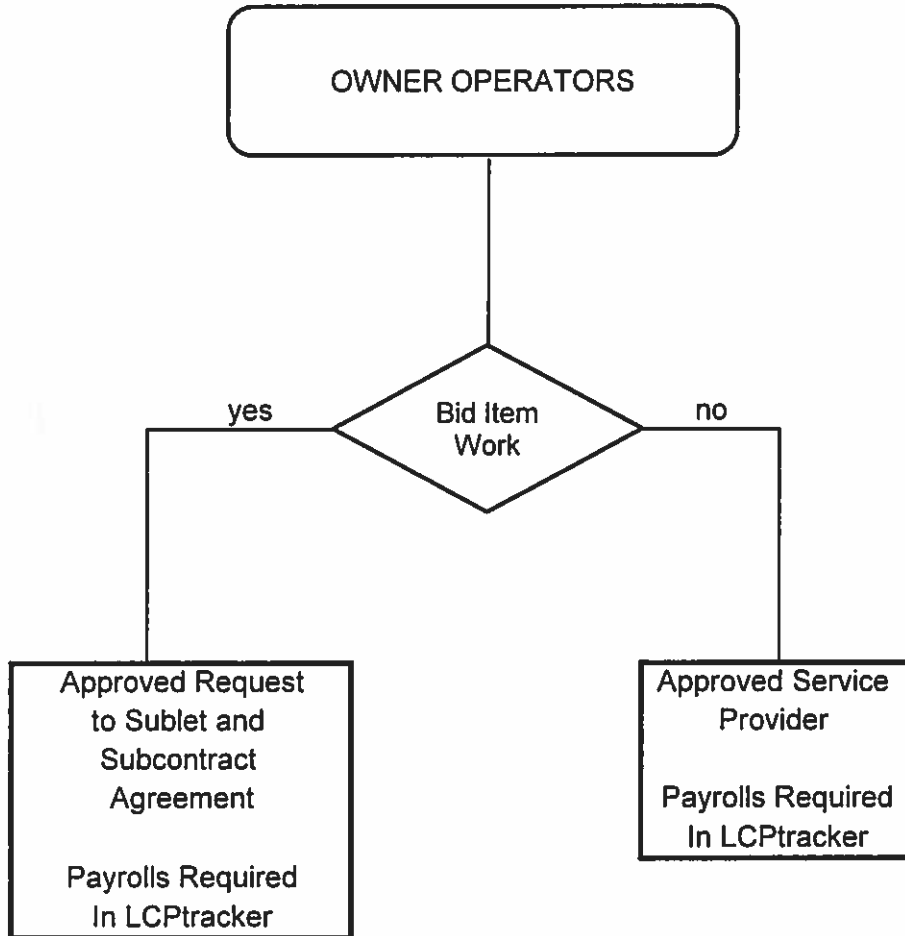 OWNER OPERATORS
yes
Bid Item
Work
no
Approved Request
to Sublet and
Subcontract
Agreement
Payrolls Required
In LCPtracker
Approved Service
Provider
Payrolls Required
In LCPtracker